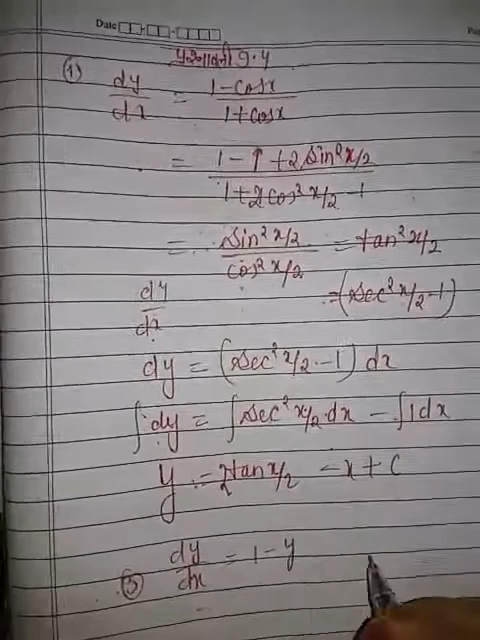 Date
प्रश्नावली 9.4
(1) dy/dx = 1-cosx / 1+cosx
= 1-1+2sin²x/2 / 1+2cos²x/2-1
= sin²x/2 / cos²x/2 = tan²x/2
dy/dx = (sec²x/2-1)
dy = (sec²x/2-1) dx
∫dy = ∫sec²x/2.dx - ∫1dx
y = 2tanx/2 - x + C
(3) dy/dx = 1-y